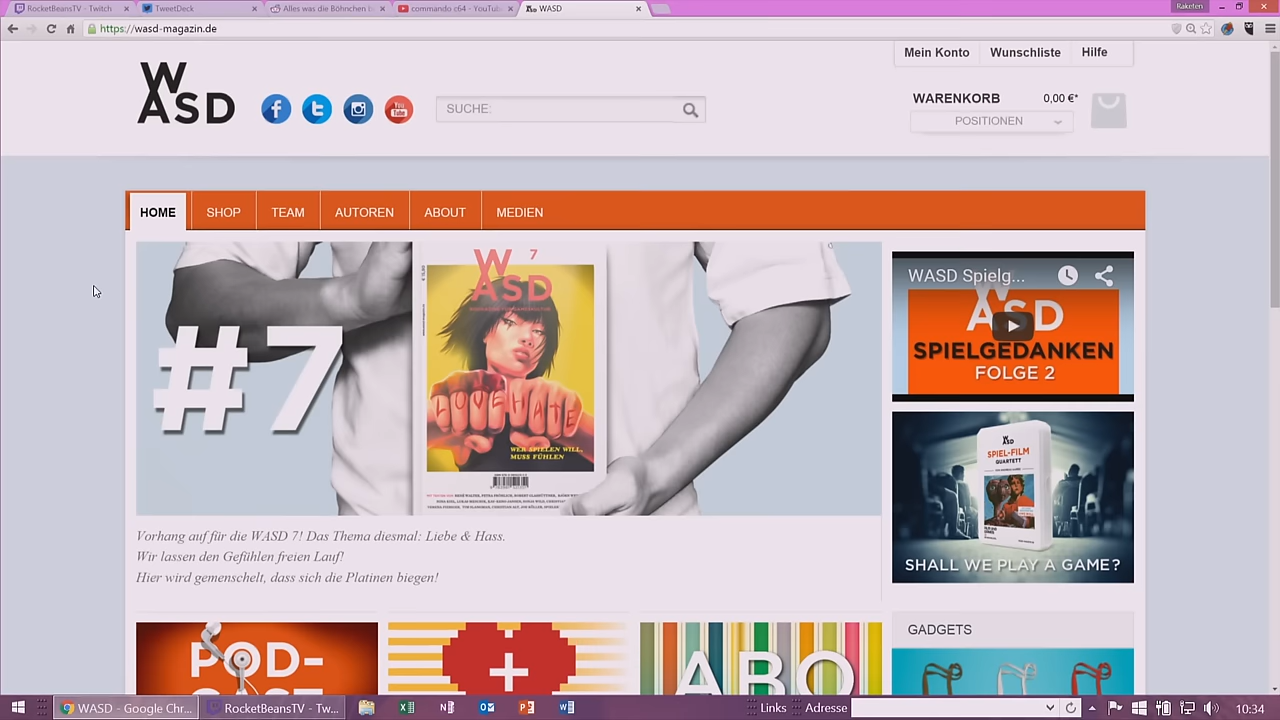 RocketBeansTV - Twitch
TweetDeck
Alles was die Böhnchen b
commando c64 - YouTu
WASD
Raketen
https://wasd-magazin.de
Mein Konto
Wunschliste
Hilfe
WASD
SUCHE:
WARENKORB
0,00 €*
POSITIONEN
HOME
SHOP
TEAM
AUTOREN
ABOUT
MEDIEN
#7
WASD 7
LOVE HATE
WER SPIELEN WILL,
MUSS FÜHLEN
WASD Spielg...
WASD
SPIELGEDANKEN
FOLGE 2
WASD
SPIEL-FILM
QUARTETT
SHALL WE PLAY A GAME?
Vorhang auf für die WASD 7! Das Thema diesmal: Liebe & Hass.
Wir lassen den Gefühlen freien Lauf!
Hier wird gemenschelt, dass sich die Platinen biegen!
POD-
CAST
ABO
GADGETS
WASD - Google Chr...
RocketBeansTV - Tw...
Links
Adresse
10:34